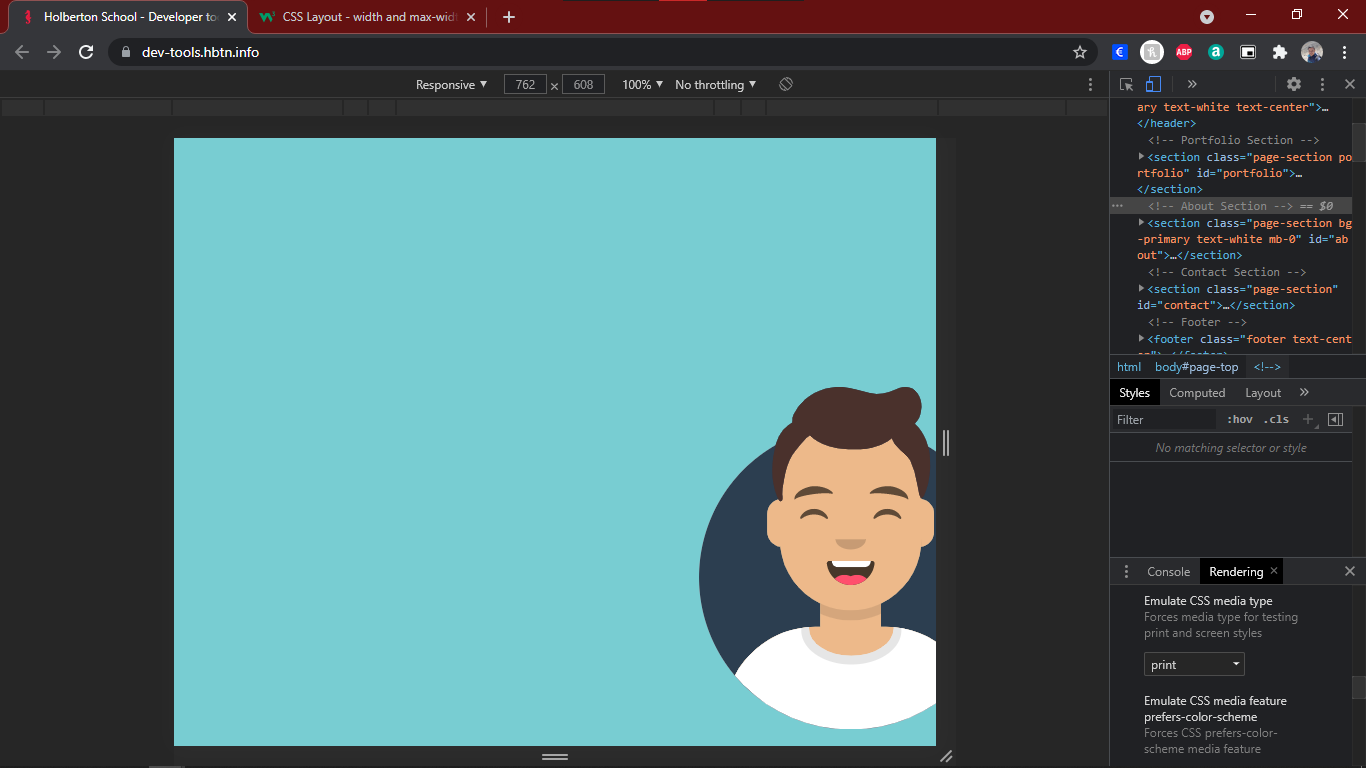 Holberton School - Developer to
CSS Layout - width and max-widt
dev-tools.hbtn.info
ABP
Responsive 762 × 608 100% No throttling
ary text-white text-center">…
</header>
<!-- Portfolio Section -->
<section class="page-section po
rtfolio" id="portfolio">…
</section>
<!-- About Section --> == $0
<section class="page-section bg
-primary text-white mb-0" id="ab
out">…</section>
<!-- Contact Section -->
<section class="page-section"
id="contact">…</section>
<!-- Footer -->
<footer class="footer text-cent
html body#page-top <!-->
Styles Computed Layout
Filter :hov .cls
No matching selector or style
Console Rendering
Emulate CSS media type
Forces media type for testing
print and screen styles
print
Emulate CSS media feature
prefers-color-scheme
Forces CSS prefers-color-
scheme media feature